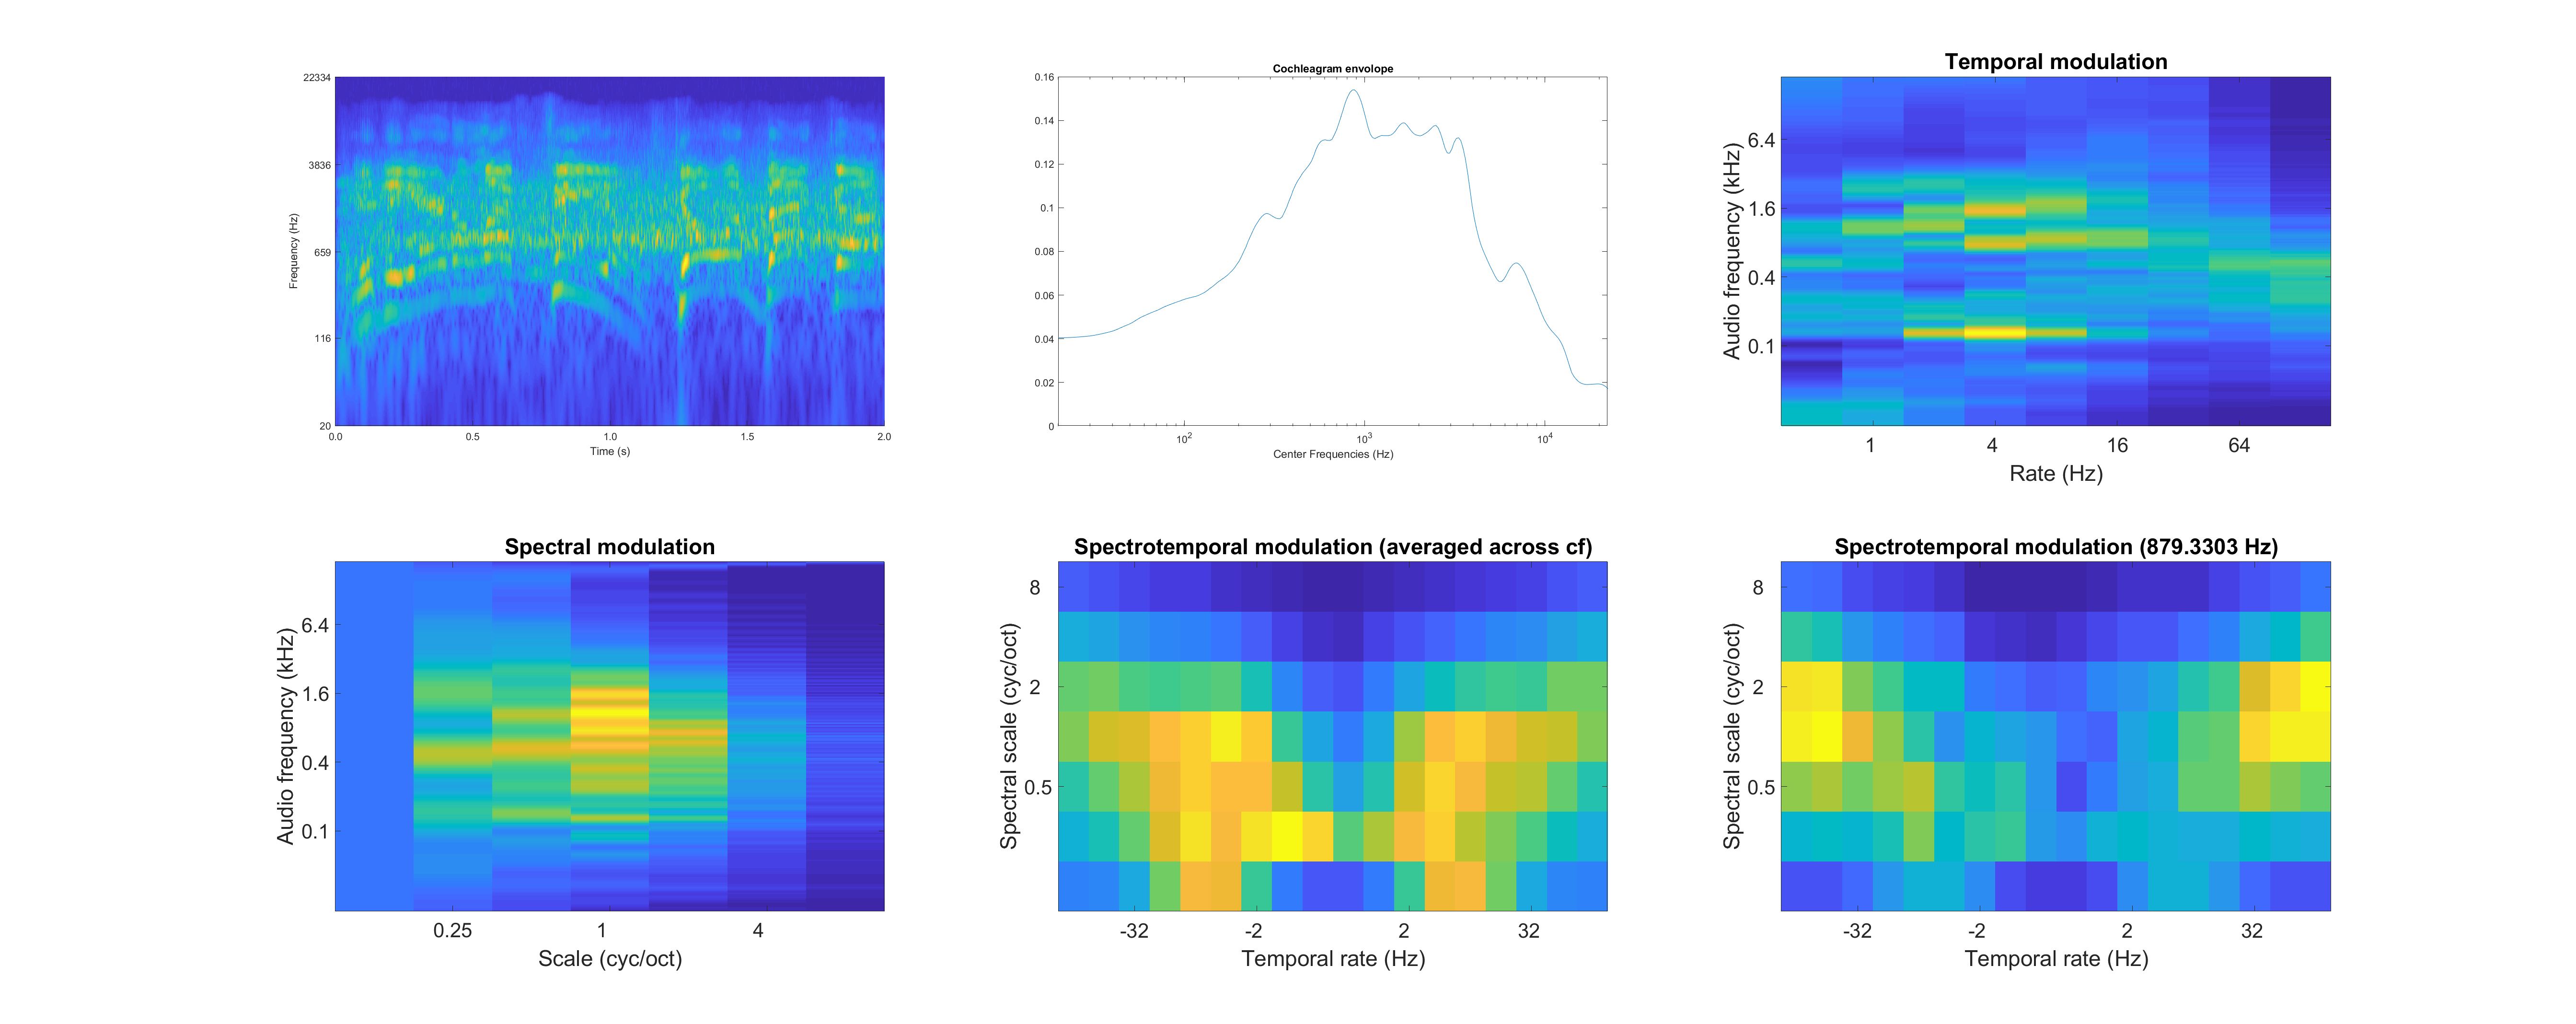 22334
3836
659
116
20
Frequency (Hz)
0.0 0.5 1.0 1.5 2.0
Time (s)
Cochleagram envolope
0.16
0.14
0.12
0.1
0.08
0.06
0.04
0.02
0
10^2 10^3 10^4
Center Frequencies (Hz)
Temporal modulation
Audio frequency (kHz)
6.4
1.6
0.4
0.1
1 4 16 64
Rate (Hz)
Spectral modulation
Audio frequency (kHz)
6.4
1.6
0.4
0.1
0.25 1 4
Scale (cyc/oct)
Spectrotemporal modulation (averaged across cf)
Spectral scale (cyc/oct)
8
2
0.5
-32 -2 2 32
Temporal rate (Hz)
Spectrotemporal modulation (879.3303 Hz)
Spectral scale (cyc/oct)
8
2
0.5
-32 -2 2 32
Temporal rate (Hz)